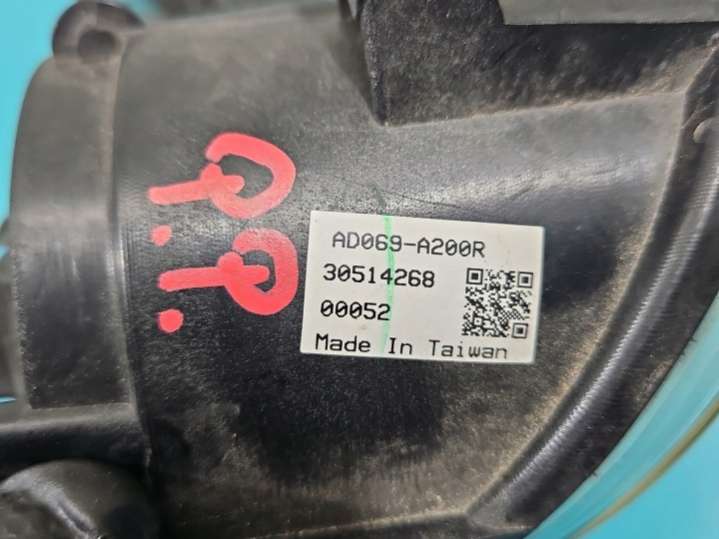 P.P.
AD069-A200R
30514268
00052
Made In Taiwan